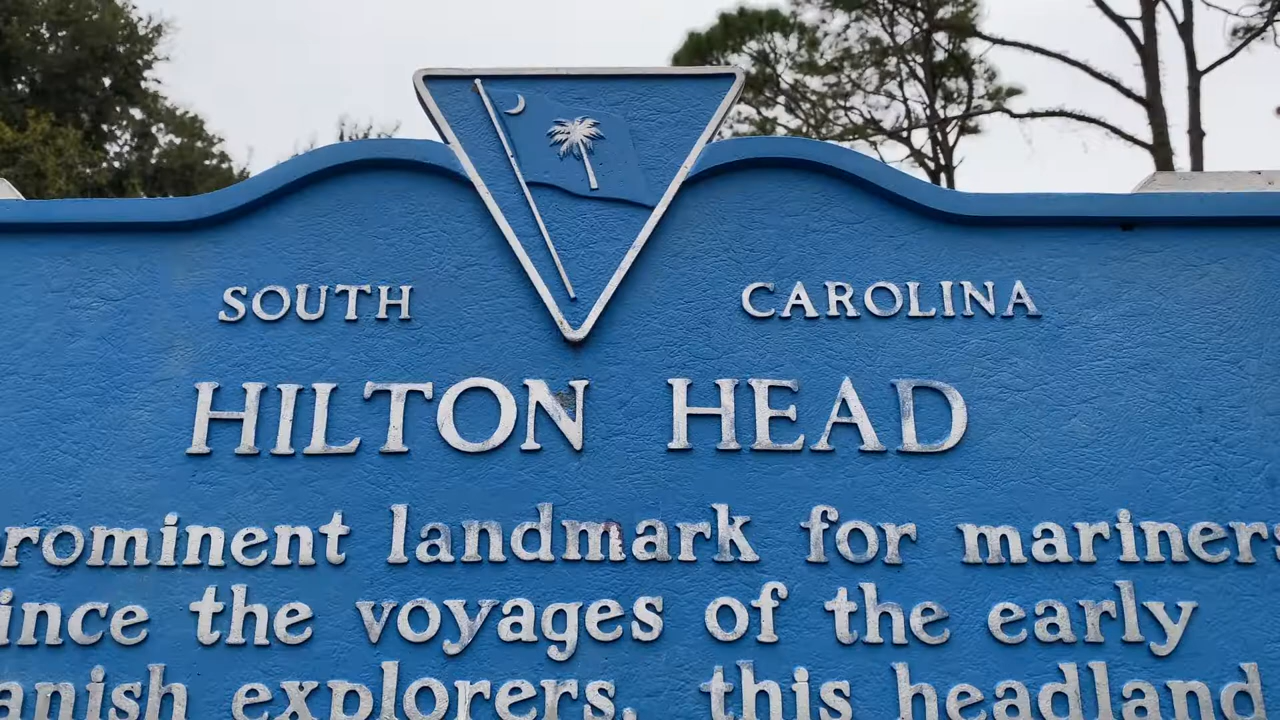 SOUTH CAROLINA
HILTON HEAD
rominent landmark for mariners
ince the voyages of the early
anish explorers, this headland